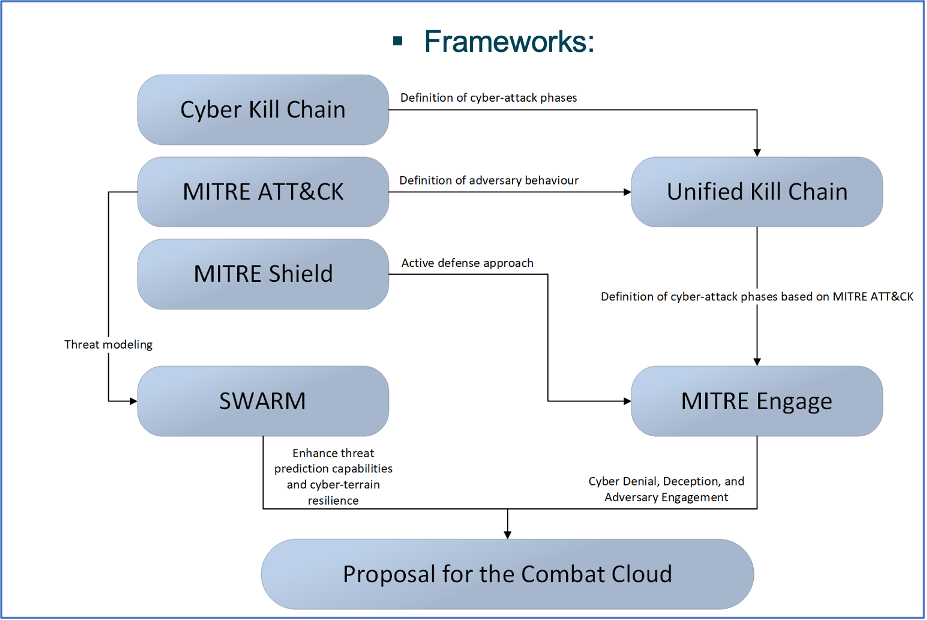 ▪ Frameworks:
Cyber Kill Chain
Definition of cyber-attack phases
MITRE ATT&CK
Definition of adversary behaviour
Unified Kill Chain
MITRE Shield
Active defense approach
Definition of cyber-attack phases based on MITRE ATT&CK
Threat modeling
SWARM
MITRE Engage
Enhance threat
prediction capabilities
and cyber-terrain
resilience
Cyber Denial, Deception, and
Adversary Engagement
Proposal for the Combat Cloud